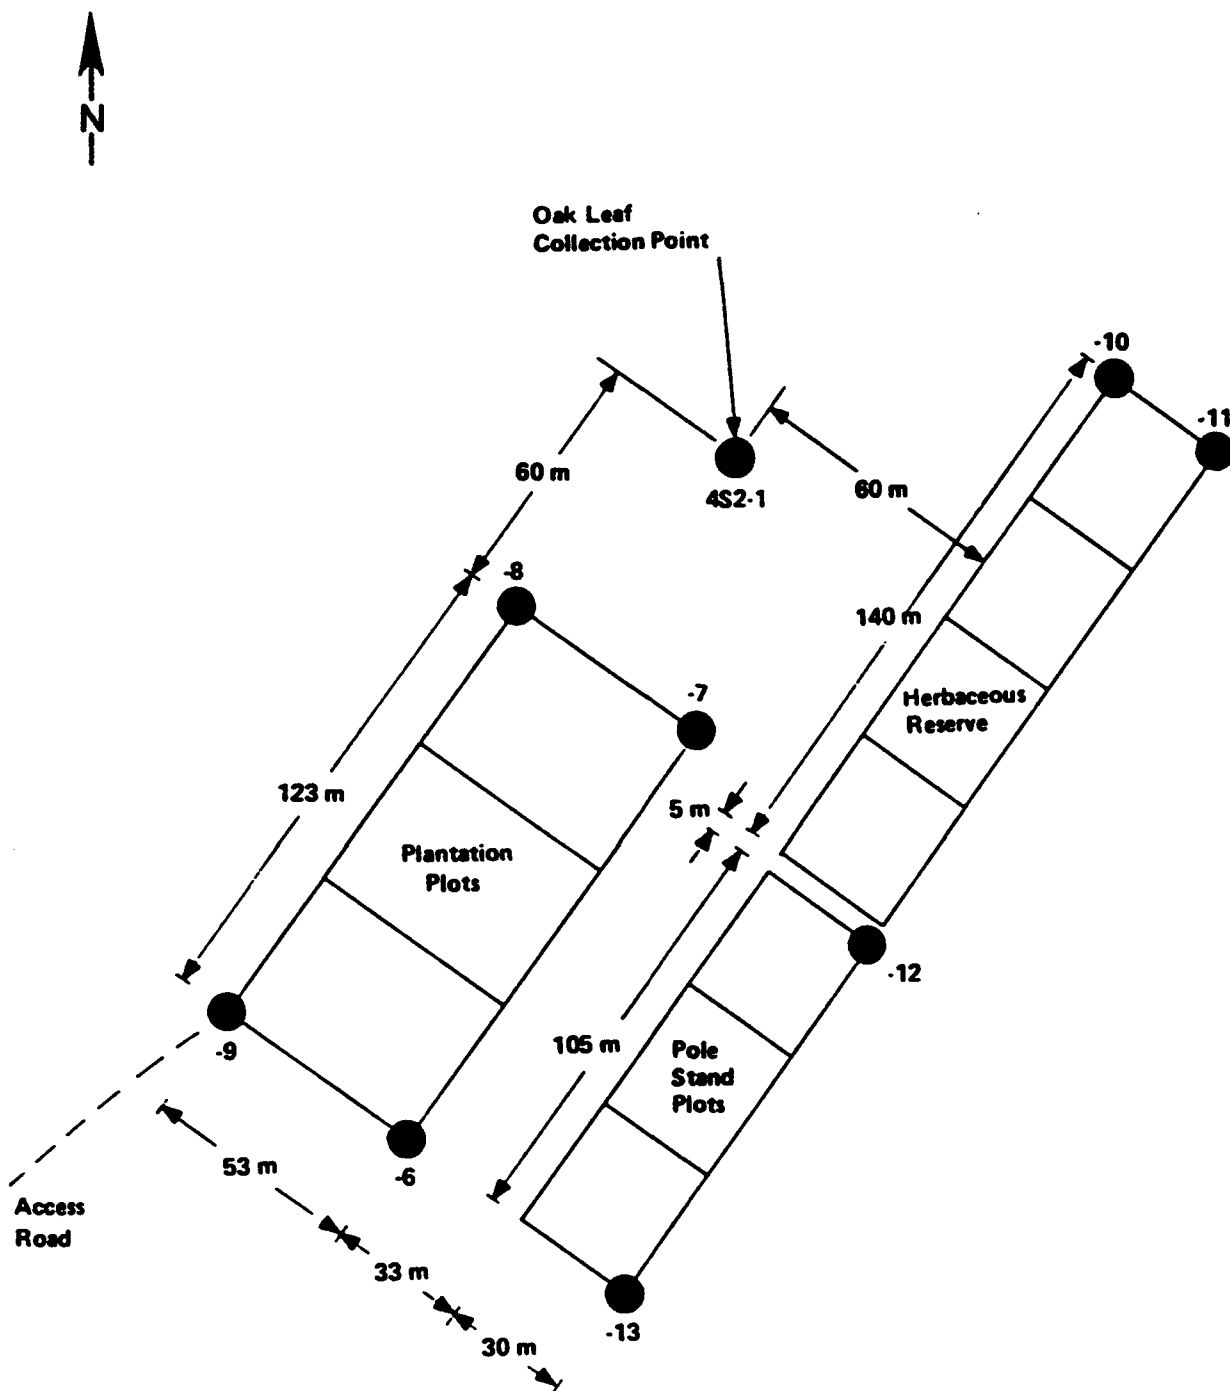 N
Oak Leaf
Collection Point
-10
-11
60 m
4S2-1
60 m
-8
140 m
-7
Herbaceous
Reserve
123 m
5 m
Plantation
Plots
-12
-9
105 m
Pole
Stand
Plots
53 m
-6
Access
Road
33 m
-13
30 m